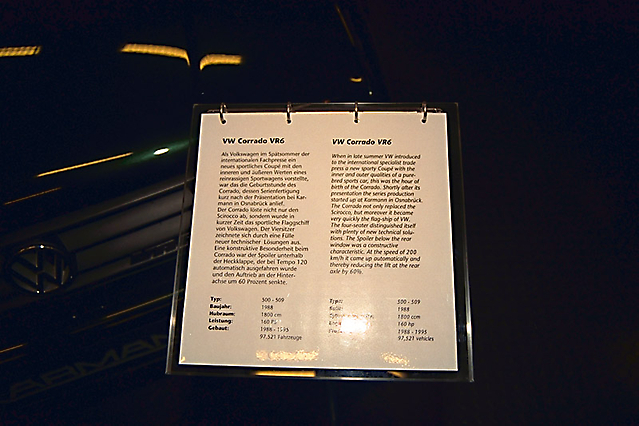 VW Corrado VR6
Als Volkswagen im Spätsommer der
internationalen Fachpresse ein
neues sportliches Coupé mit den
inneren und äußeren Werten eines
reinrassigen Sportwagens vorstellte,
war das die Geburtsstunde des
Corrado, dessen Serienfertigung
kurz nach der Präsentation bei Kar-
mann in Osnabrück anlief.
Der Corrado löste nicht nur den
Scirocco ab, sondern wurde in
kurzer Zeit das sportliche Flaggschiff
von Volkswagen. Der Viersitzer
zeichnete sich durch eine Fülle
neuer technischer Lösungen aus.
Eine konstruktive Besonderheit beim
Corrado war der Spoiler unterhalb
der Heckklappe, der bei Tempo 120
automatisch ausgefahren wurde
und den Auftrieb an der Hinter-
achse um 60 Prozent senkte.
Typ: 500 - 509
Baujahr: 1988
Hubraum: 1800 ccm
Leistung: 160 PS
Gebaut: 1988 - 1995
97.521 Fahrzeuge
VW Corrado VR6
When in late summer VW introduced
to the international specialist trade
press a new sporty Coupé with the
inner and outer qualities of a pure-
bred sports car, this was the hour of
birth of the Corrado. Shortly after its
presentation the series production
started up at Karmann in Osnabrück.
The Corrado not only replaced the
Scirocco, but moreover it became
very quickly the flag-ship of VW.
The four-seater distinguished itself
with plenty of new technical solu-
tions. The Spoiler below the rear
window was a constructive
characteristic. At the speed of 200
km/h it came up automatically and
thereby reducing the lift at the rear
axle by 60%.
Type: 500 - 509
1988
1800 ccm
160 hp
1988 - 1995
97,521 vehicles
KARMANN